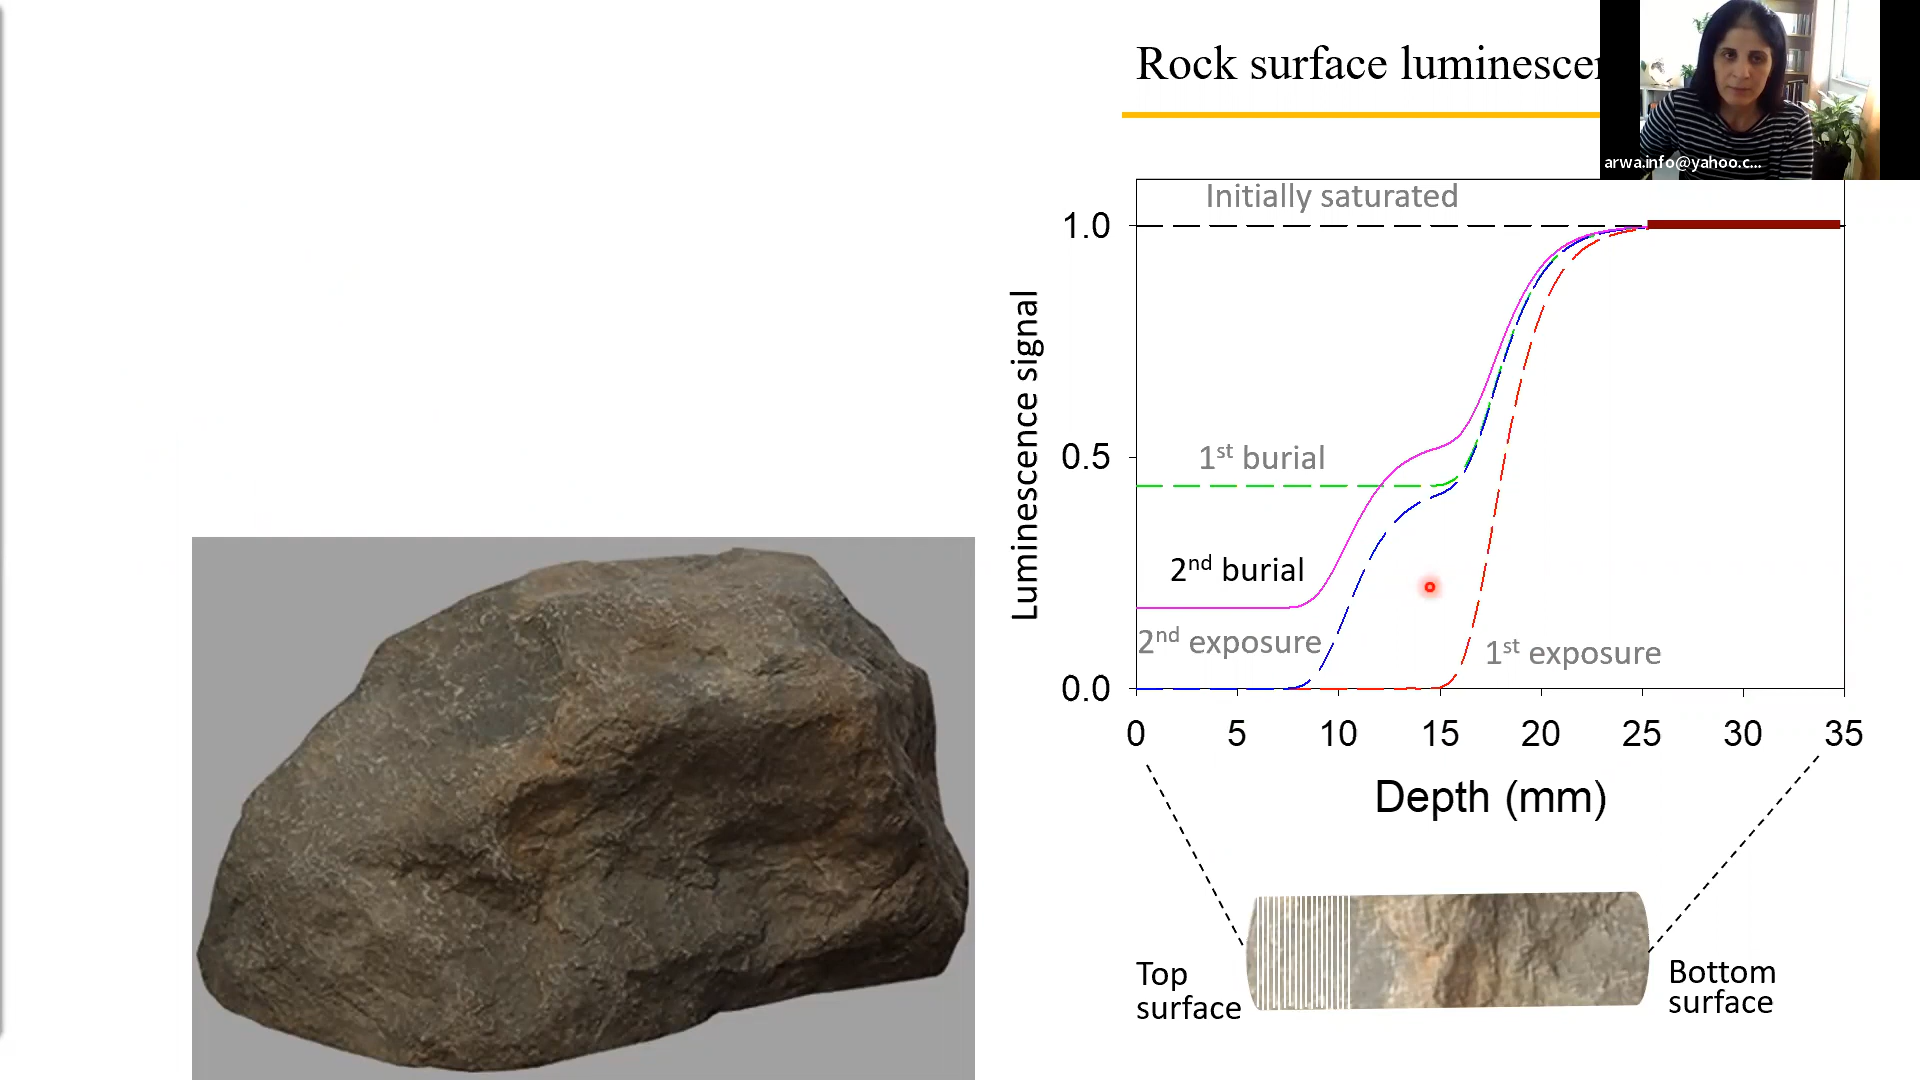 Rock surface luminescen
arwa.info@yahoo.c...
Initially saturated
1.0
0.5
0.0
Luminescence signal
1st burial
2nd burial
2nd exposure
1st exposure
0 5 10 15 20 25 30 35
Depth (mm)
Top
surface
Bottom
surface